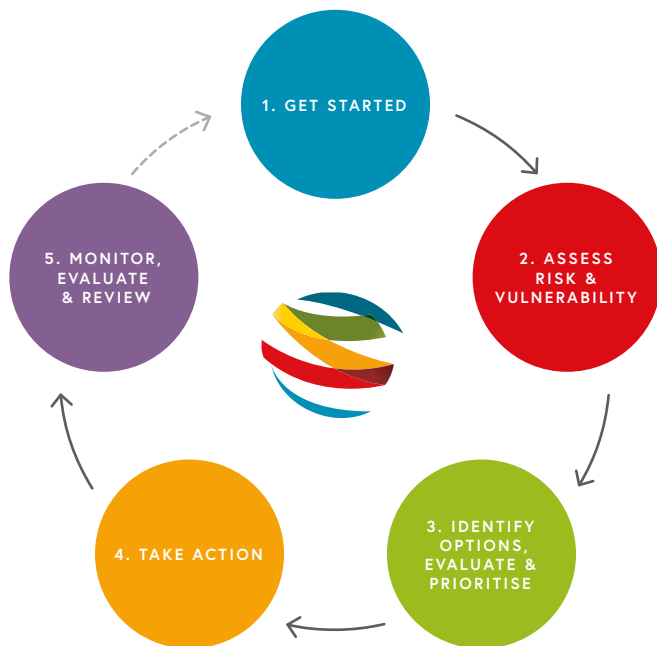 1. GET STARTED
2. ASSESS
RISK &
VULNERABILITY
3. IDENTIFY
OPTIONS,
EVALUATE &
PRIORITISE
4. TAKE ACTION
5. MONITOR,
EVALUATE
& REVIEW